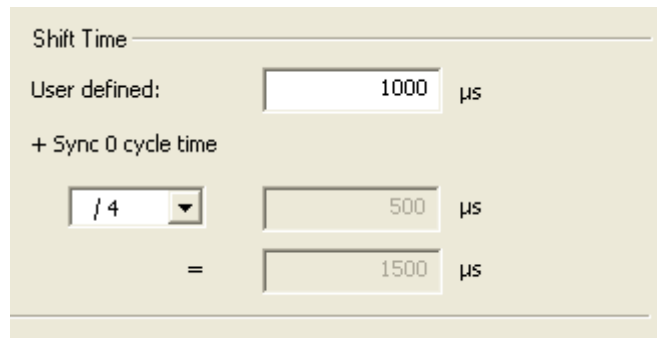 Shift Time
User defined: 1000 µs
+ Sync 0 cycle time
/ 4 500 µs
= 1500 µs